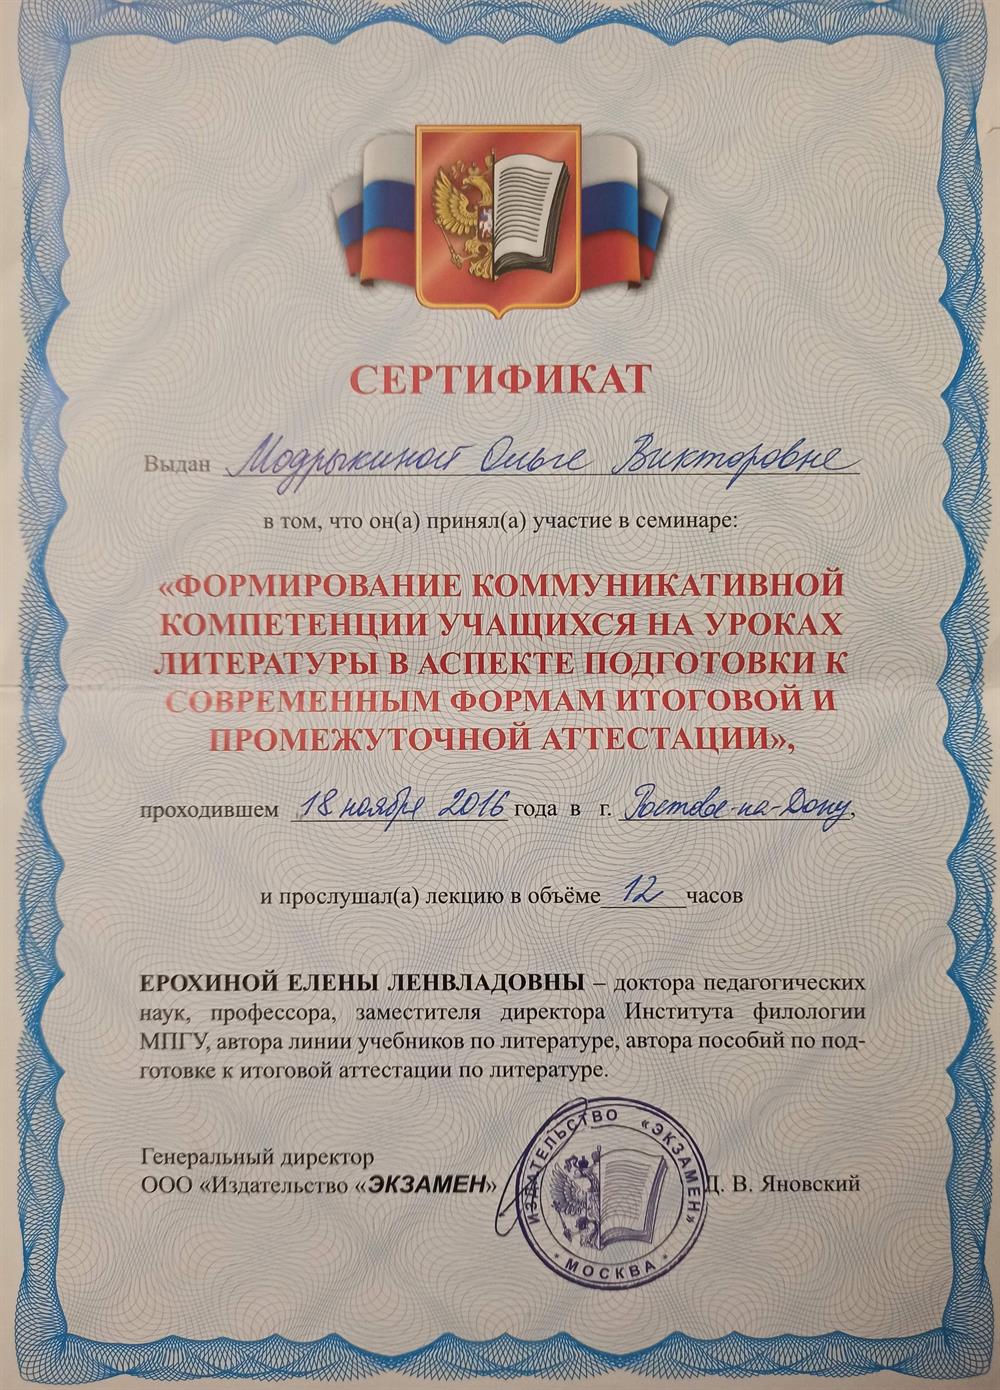 СЕРТИФИКАТ
Выдан Модрыкиной Ольге Викторовне
в том, что он(а) принял(а) участие в семинаре:
«ФОРМИРОВАНИЕ КОММУНИКАТИВНОЙ
КОМПЕТЕНЦИИ УЧАЩИХСЯ НА УРОКАХ
ЛИТЕРАТУРЫ В АСПЕКТЕ ПОДГОТОВКИ К
СОВРЕМЕННЫМ ФОРМАМ ИТОГОВОЙ И
ПРОМЕЖУТОЧНОЙ АТТЕСТАЦИИ»,
проходившем 18 ноября 2016 года в г. Ростове-на-Дону,
и прослушал(а) лекцию в объёме 12 часов
ЕРОХИНОЙ ЕЛЕНЫ ЛЕНВЛАДОВНЫ – доктора педагогических
наук, профессора, заместителя директора Института филологии
МПГУ, автора линии учебников по литературе, автора пособий по под-
готовке к итоговой аттестации по литературе.
Генеральный директор
ООО «Издательство «ЭКЗАМЕН» Д. В. Яновский
ИЗДАТЕЛЬСТВО «ЭКЗАМЕН»
МОСКВА